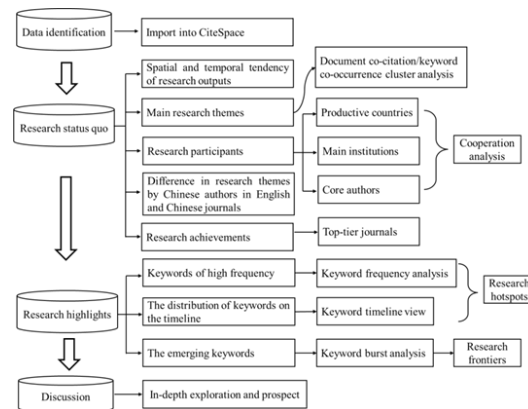 Data identification
Import into CiteSpace
Spatial and temporal tendency
of research outputs
Document co-citation/keyword
co-occurrence cluster analysis
Main research themes
Productive countries
Research status quo
Research participants
Main institutions
Cooperation
analysis
Difference in research themes
by Chinese authors in English
and Chinese journals
Core authors
Research achievements
Top-tier journals
Keywords of high frequency
Keyword frequency analysis
Research
hotspots
Research highlights
The distribution of keywords on
the timeline
Keyword timeline view
The emerging keywords
Keyword burst analysis
Research
frontiers
Discussion
In-depth exploration and prospect